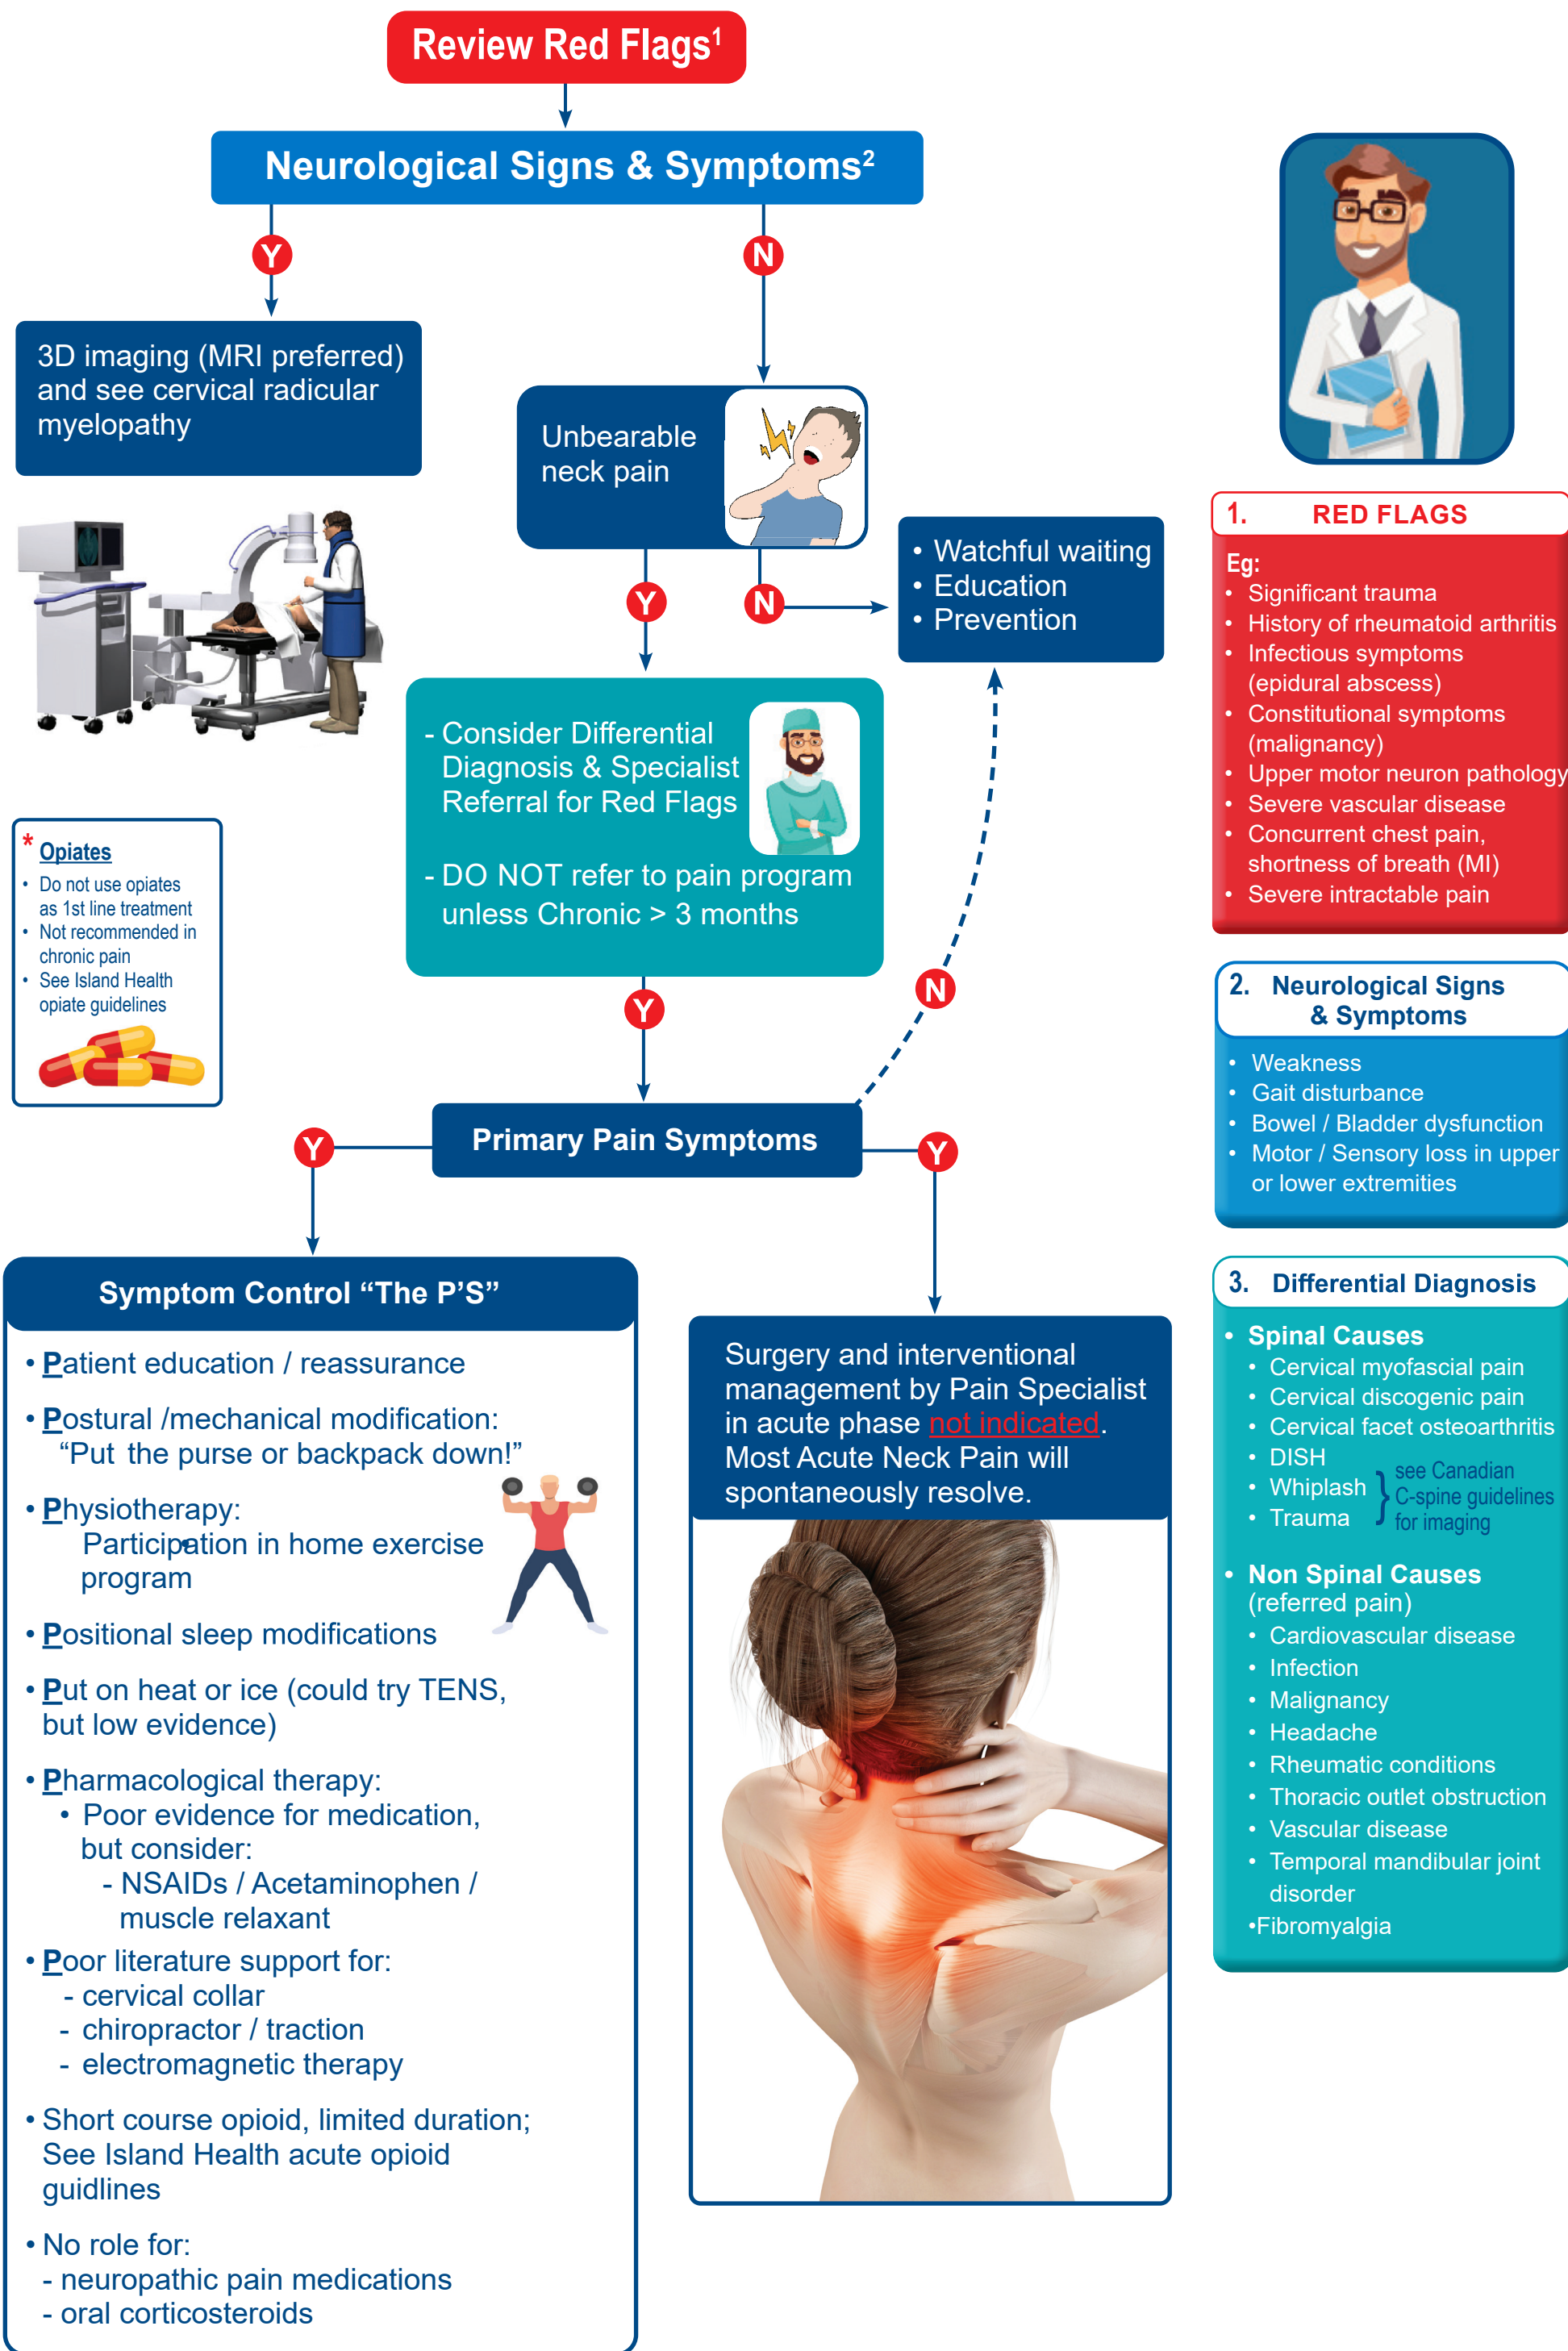 Review Red Flags¹
Neurological Signs & Symptoms²
Y
N
3D imaging (MRI preferred)
and see cervical radicular
myelopathy
Unbearable
neck pain
Y
N
• Watchful waiting
• Education
• Prevention
- Consider Differential
Diagnosis & Specialist
Referral for Red Flags
- DO NOT refer to pain program
unless Chronic > 3 months
* Opiates
• Do not use opiates
as 1st line treatment
• Not recommended in
chronic pain
• See Island Health
opiate guidelines
Y
N
Primary Pain Symptoms
Y
Y
Symptom Control “The P’S”
• Patient education / reassurance
• Postural /mechanical modification:
“Put the purse or backpack down!”
• Physiotherapy:
• Participation in home exercise
program
• Positional sleep modifications
• Put on heat or ice (could try TENS,
but low evidence)
• Pharmacological therapy:
• Poor evidence for medication,
but consider:
- NSAIDs / Acetaminophen /
muscle relaxant
• Poor literature support for:
- cervical collar
- chiropractor / traction
- electromagnetic therapy
• Short course opioid, limited duration;
See Island Health acute opioid
guidlines
• No role for:
- neuropathic pain medications
- oral corticosteroids
Surgery and interventional
management by Pain Specialist
in acute phase not indicated.
Most Acute Neck Pain will
spontaneously resolve.
1. RED FLAGS
Eg:
• Significant trauma
• History of rheumatoid arthritis
• Infectious symptoms
(epidural abscess)
• Constitutional symptoms
(malignancy)
• Upper motor neuron pathology
• Severe vascular disease
• Concurrent chest pain,
shortness of breath (MI)
• Severe intractable pain
2. Neurological Signs
& Symptoms
• Weakness
• Gait disturbance
• Bowel / Bladder dysfunction
• Motor / Sensory loss in upper
or lower extremities
3. Differential Diagnosis
• Spinal Causes
• Cervical myofascial pain
• Cervical discogenic pain
• Cervical facet osteoarthritis
• DISH
• Whiplash
• Trauma
} see Canadian
C-spine guidelines
for imaging
• Non Spinal Causes
(referred pain)
• Cardiovascular disease
• Infection
• Malignancy
• Headache
• Rheumatic conditions
• Thoracic outlet obstruction
• Vascular disease
• Temporal mandibular joint
disorder
•Fibromyalgia